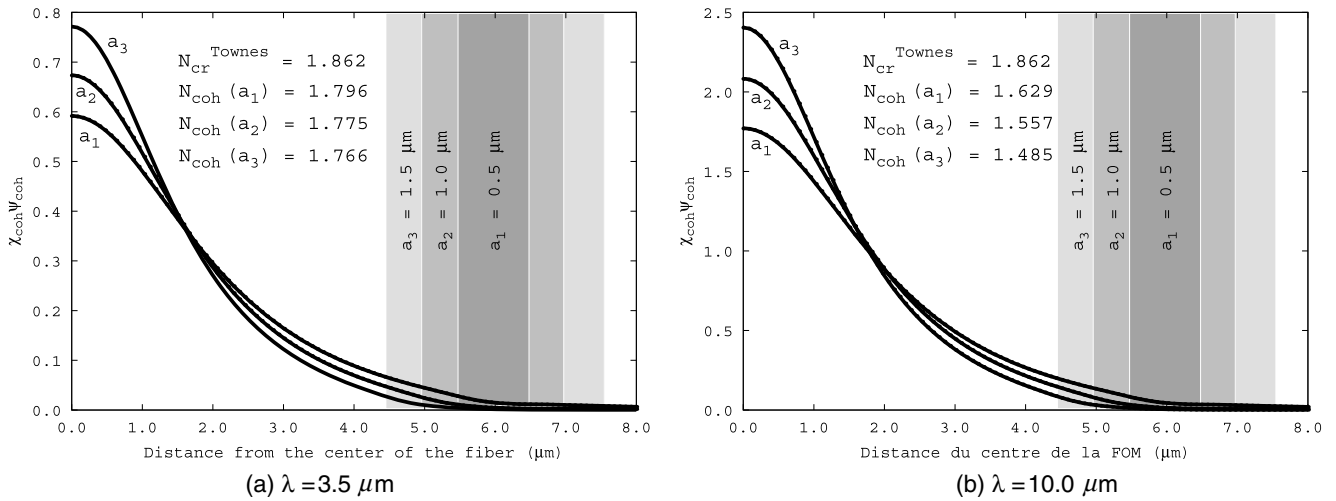 0.8
0.7
0.6
0.5
0.4
0.3
0.2
0.1
0.0
χcohΨcoh
a3
a2
a1
Ncr Townes = 1.862
Ncoh (a1) = 1.796
Ncoh (a2) = 1.775
Ncoh (a3) = 1.766
a3 = 1.5 μm
a2 = 1.0 μm
a1 = 0.5 μm
0.0 1.0 2.0 3.0 4.0 5.0 6.0 7.0 8.0
Distance from the center of the fiber (μm)
(a) λ =3.5 μm
2.5
2.0
1.5
1.0
0.5
0.0
χcohΨcoh
a3
a2
a1
Ncr Townes = 1.862
Ncoh (a1) = 1.629
Ncoh (a2) = 1.557
Ncoh (a3) = 1.485
a3 = 1.5 μm
a2 = 1.0 μm
a1 = 0.5 μm
0.0 1.0 2.0 3.0 4.0 5.0 6.0 7.0 8.0
Distance du centre de la FOM (μm)
(b) λ =10.0 μm